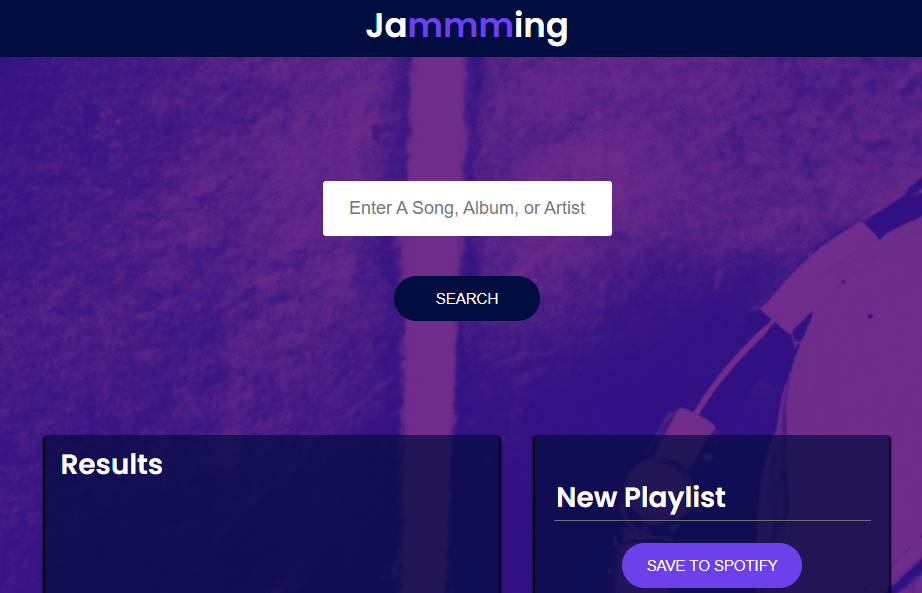 Jammming
Enter A Song, Album, or Artist
SEARCH
Results
New Playlist
SAVE TO SPOTIFY